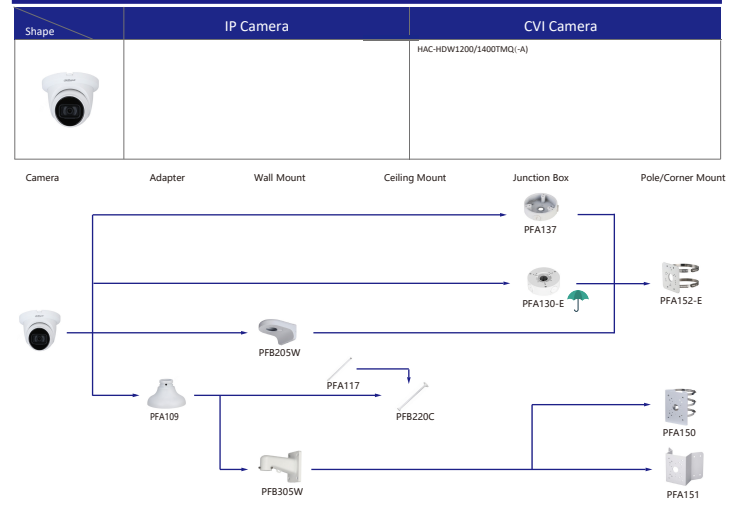 Shape
IP Camera
CVI Camera
HAC-HDW1200/1400TMQ(-A)
Camera
Adapter
Wall Mount
Ceiling Mount
Junction Box
Pole/Corner Mount
PFA137
PFA130-E
PFA152-E
PFB205W
PFA117
PFA109
PFB220C
PFA150
PFB305W
PFA151